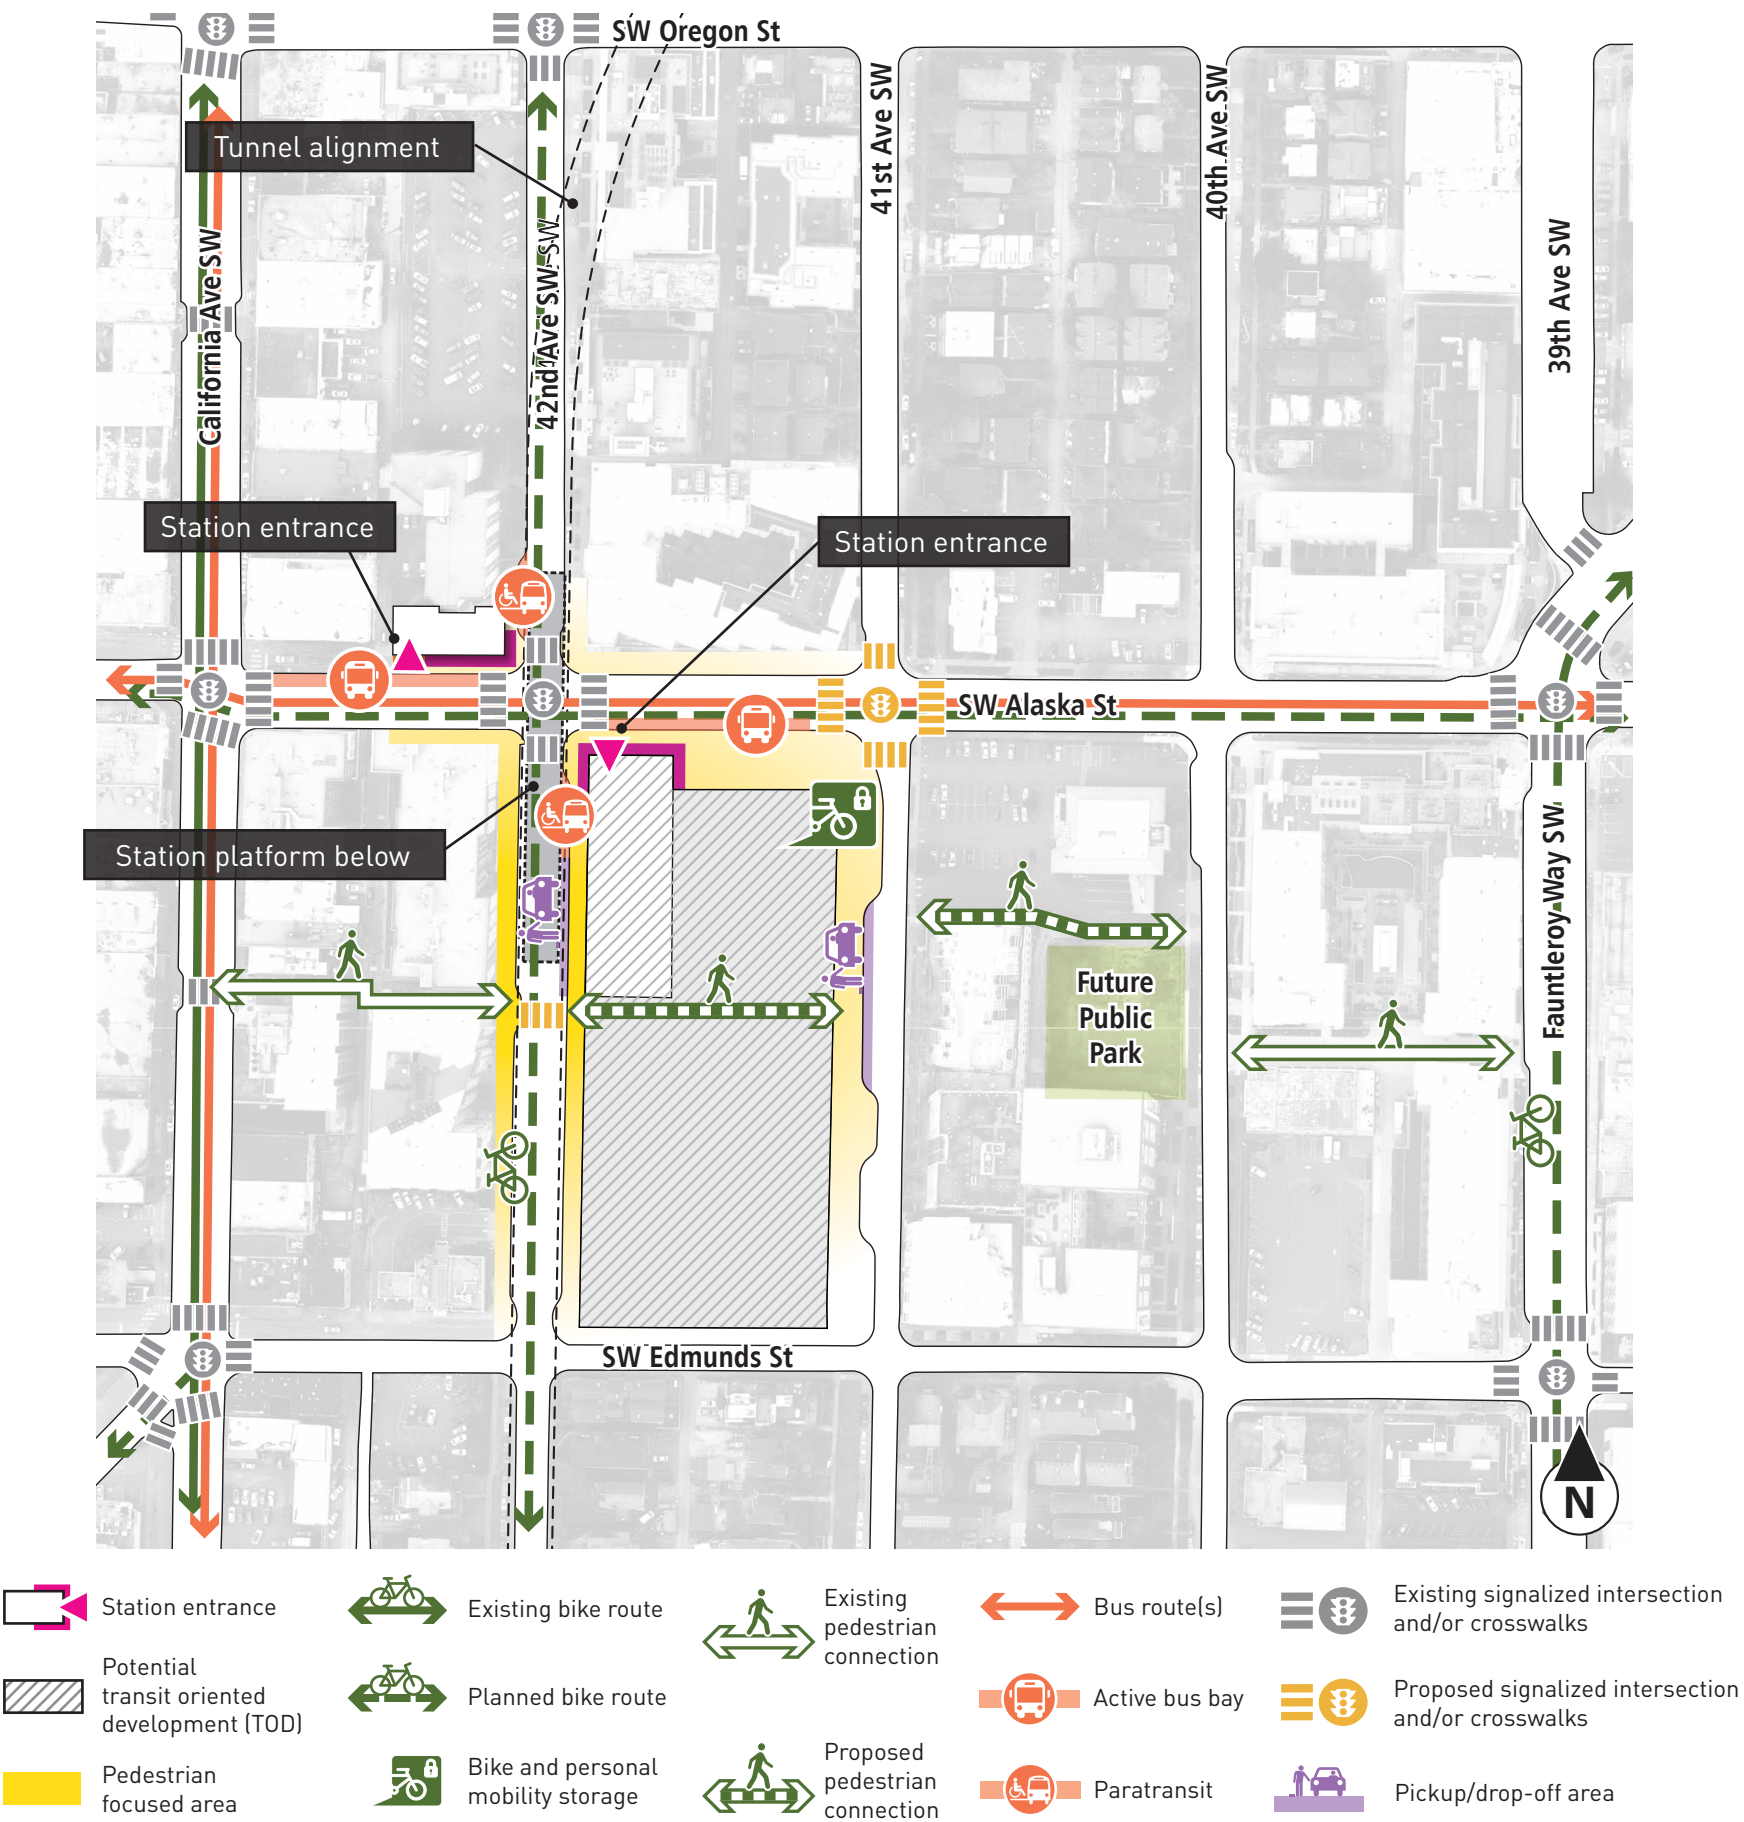 SW Oregon St
41st Ave SW
40th Ave SW
39th Ave SW
Tunnel alignment
California Ave SW
42nd Ave SW
SW
Station entrance
Station entrance
SW Alaska St
Station platform below
Fauntleroy Way SW
Future
Public
Park
SW Edmunds St
N
Station entrance
Potential
transit oriented
development (TOD)
Pedestrian
focused area
Existing bike route
Planned bike route
Bike and personal
mobility storage
Existing
pedestrian
connection
Proposed
pedestrian
connection
Bus route(s)
Active bus bay
Paratransit
Existing signalized intersection
and/or crosswalks
Proposed signalized intersection
and/or crosswalks
Pickup/drop-off area